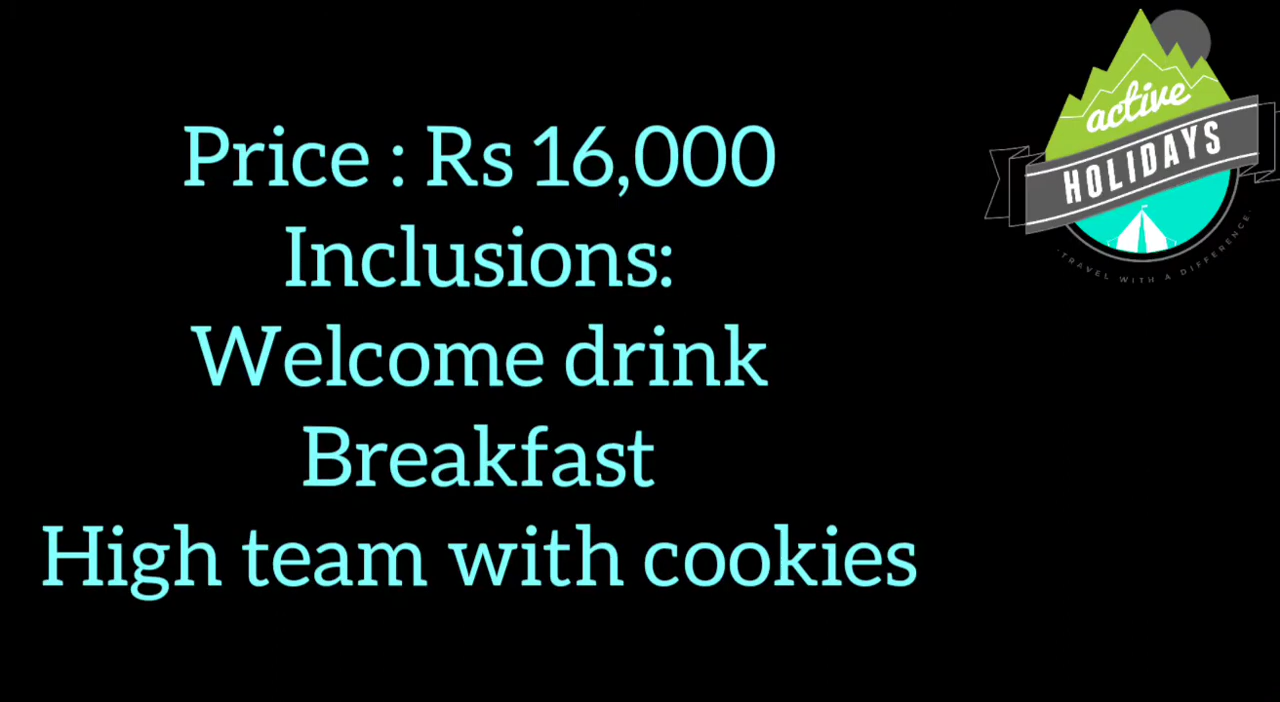 Price : Rs 16,000
Inclusions:
Welcome drink
Breakfast
High team with cookies
active
HOLIDAYS
· TRAVEL WITH A DIFFERENCE ·